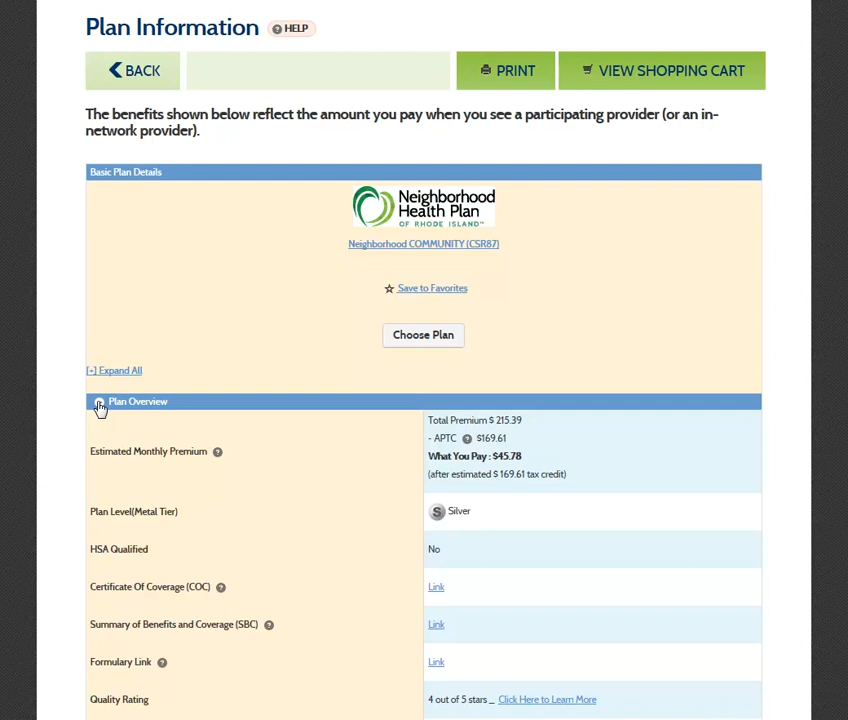 Plan Information ? HELP
BACK PRINT VIEW SHOPPING CART
The benefits shown below reflect the amount you pay when you see a participating provider (or an in-
network provider).
Basic Plan Details
Neighborhood
Health Plan
OF RHODE ISLAND™
Neighborhood COMMUNITY (CSR87)
Save to Favorites
Choose Plan
[+] Expand All
Plan Overview
Total Premium $ 215.39
- APTC ? $169.61
Estimated Monthly Premium ?
What You Pay : $45.78
(after estimated $ 169.61 tax credit)
Plan Level(Metal Tier) S Silver
HSA Qualified No
Certificate Of Coverage (COC) ? Link
Summary of Benefits and Coverage (SBC) ? Link
Formulary Link ? Link
Quality Rating 4 out of 5 stars _ Click Here to Learn More